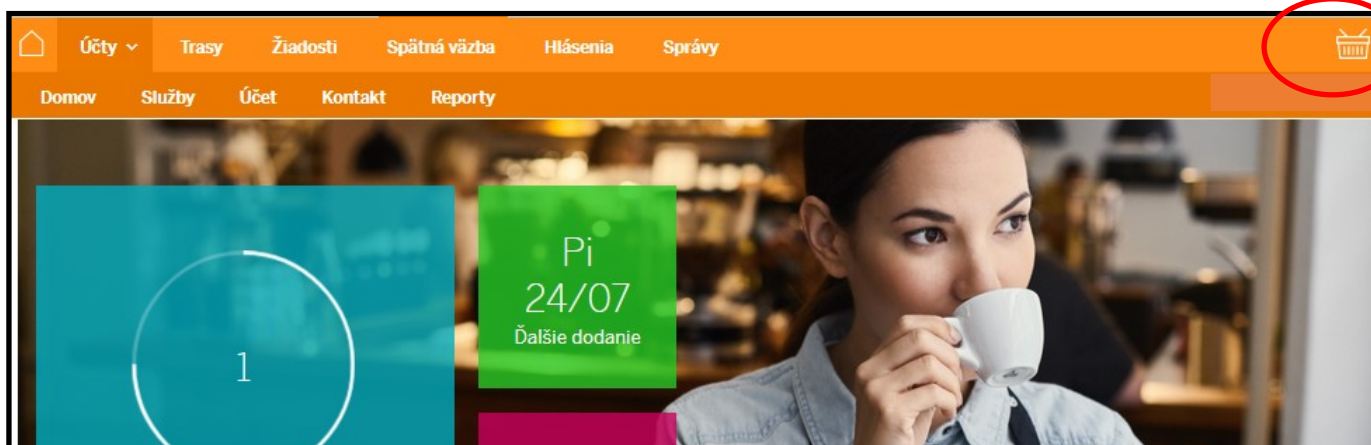 Účty Trasy Žiadosti Spätná väzba Hlásenia Správy
Domov Služby Účet Kontakt Reporty
1
Pi
24/07
Ďalšie dodanie